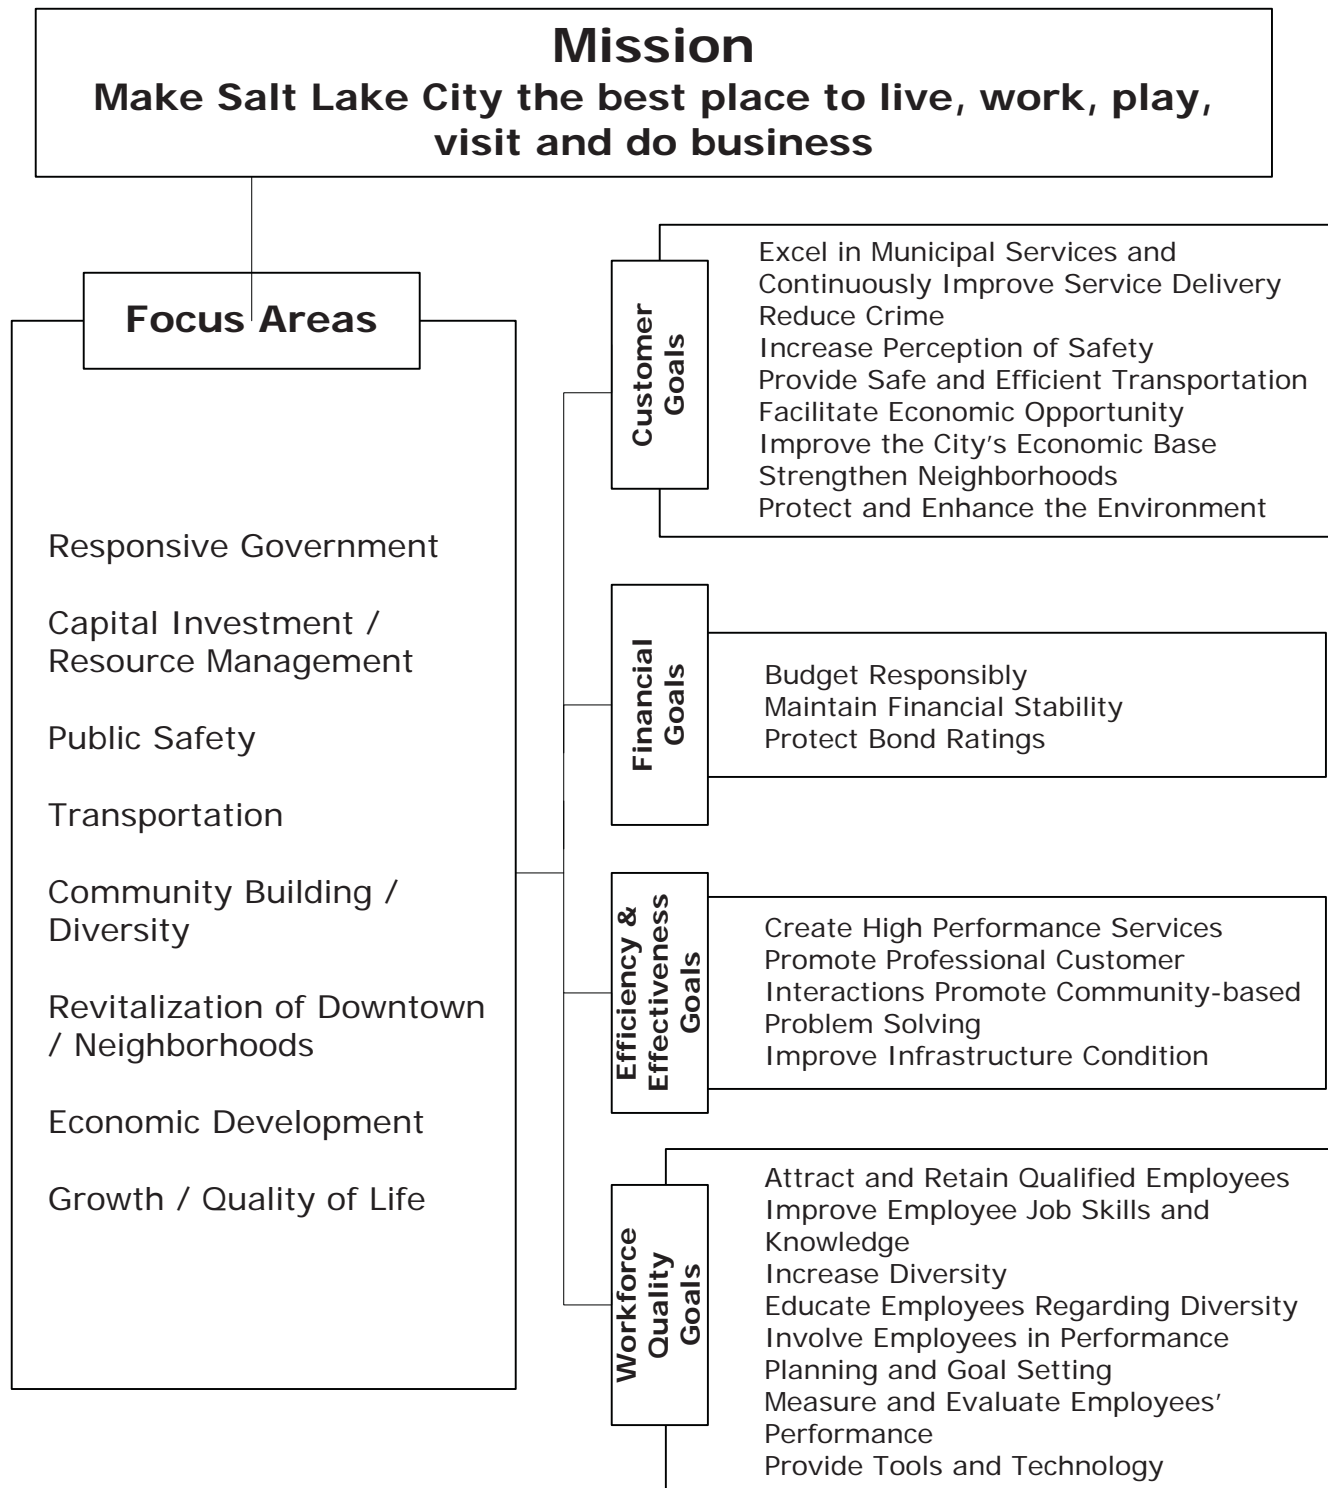 Mission
Make Salt Lake City the best place to live, work, play,
visit and do business
Focus Areas
Responsive Government
Capital Investment /
Resource Management
Public Safety
Transportation
Community Building /
Diversity
Revitalization of Downtown
/ Neighborhoods
Economic Development
Growth / Quality of Life
Customer
Goals
Excel in Municipal Services and
Continuously Improve Service Delivery
Reduce Crime
Increase Perception of Safety
Provide Safe and Efficient Transportation
Facilitate Economic Opportunity
Improve the City’s Economic Base
Strengthen Neighborhoods
Protect and Enhance the Environment
Financial
Goals
Budget Responsibly
Maintain Financial Stability
Protect Bond Ratings
Efficiency &
Effectiveness
Goals
Create High Performance Services
Promote Professional Customer
Interactions Promote Community-based
Problem Solving
Improve Infrastructure Condition
Workforce
Quality
Goals
Attract and Retain Qualified Employees
Improve Employee Job Skills and
Knowledge
Increase Diversity
Educate Employees Regarding Diversity
Involve Employees in Performance
Planning and Goal Setting
Measure and Evaluate Employees’
Performance
Provide Tools and Technology